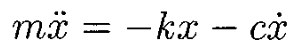 mẍ = −kx − cẋ